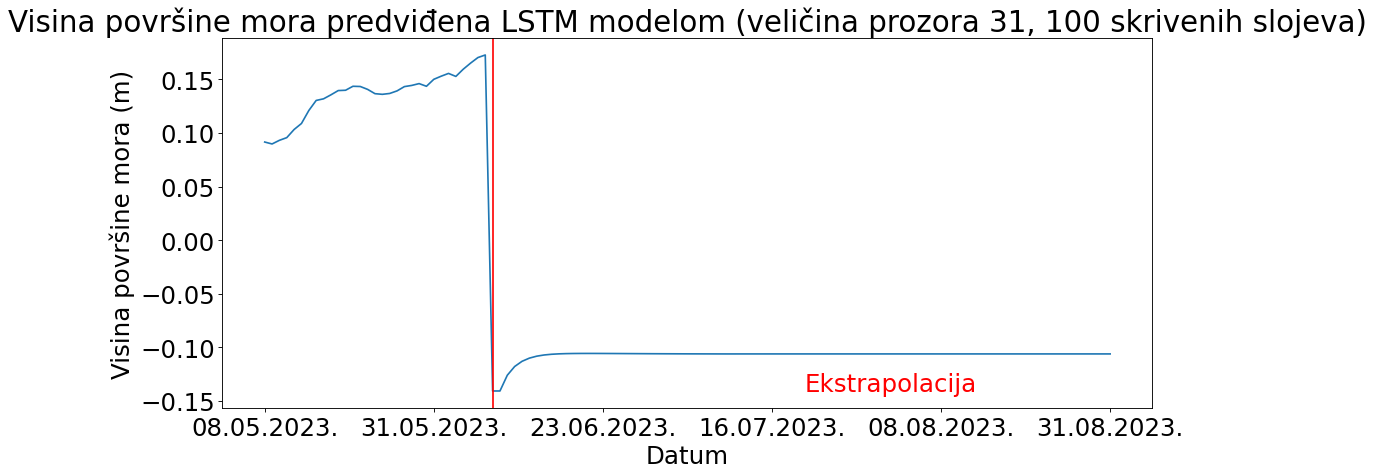 Visina površine mora predviđena LSTM modelom (veličina prozora 31, 100 skrivenih slojeva)
Visina površine mora (m)
0.15
0.10
0.05
0.00
−0.05
−0.10
−0.15
Ekstrapolacija
08.05.2023. 31.05.2023. 23.06.2023. 16.07.2023. 08.08.2023. 31.08.2023.
Datum